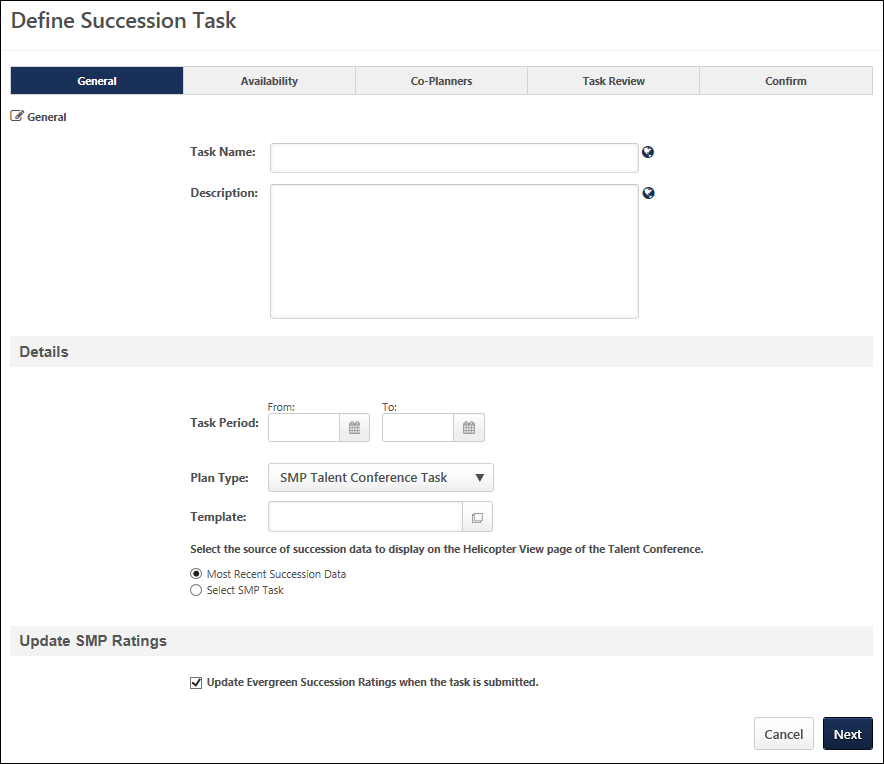 Define Succession Task
General Availability Co-Planners Task Review Confirm
General
Task Name:
Description:
Details
From: To:
Task Period:
Plan Type: SMP Talent Conference Task
Template:
Select the source of succession data to display on the Helicopter View page of the Talent Conference.
Most Recent Succession Data
Select SMP Task
Update SMP Ratings
Update Evergreen Succession Ratings when the task is submitted.
Cancel Next